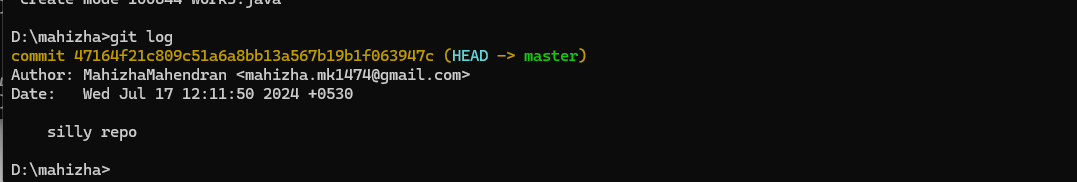 create mode 100644 work3.java
D:\mahizha>git log
commit 47164f21c809c51a6a8bb13a567b19b1f063947c (HEAD -> master)
Author: MahizhaMahendran <mahizha.mk1474@gmail.com>
Date:   Wed Jul 17 12:11:50 2024 +0530
silly repo
D:\mahizha>